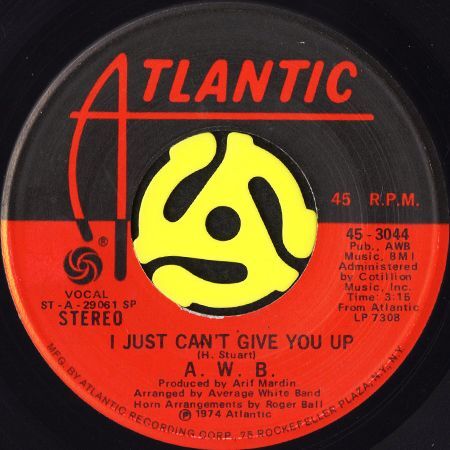 ATLANTIC
45 R.P.M.
®
VOCAL
ST-A-29061 SP
STEREO
45-3044
Pub., AWB
Music, BMI
Administered
by Cotillion
Music, Inc.
Time: 3:15
From Atlantic
LP 7308
I JUST CAN'T GIVE YOU UP
(H. Stuart)
A. W. B.
Produced by Arif Mardin
Arranged by Average White Band
Horn Arrangements by Roger Ball
℗ 1974 Atlantic
MFG. BY ATLANTIC RECORDING CORP., 75 ROCKEFELLER PLAZA, N.Y., N.Y.